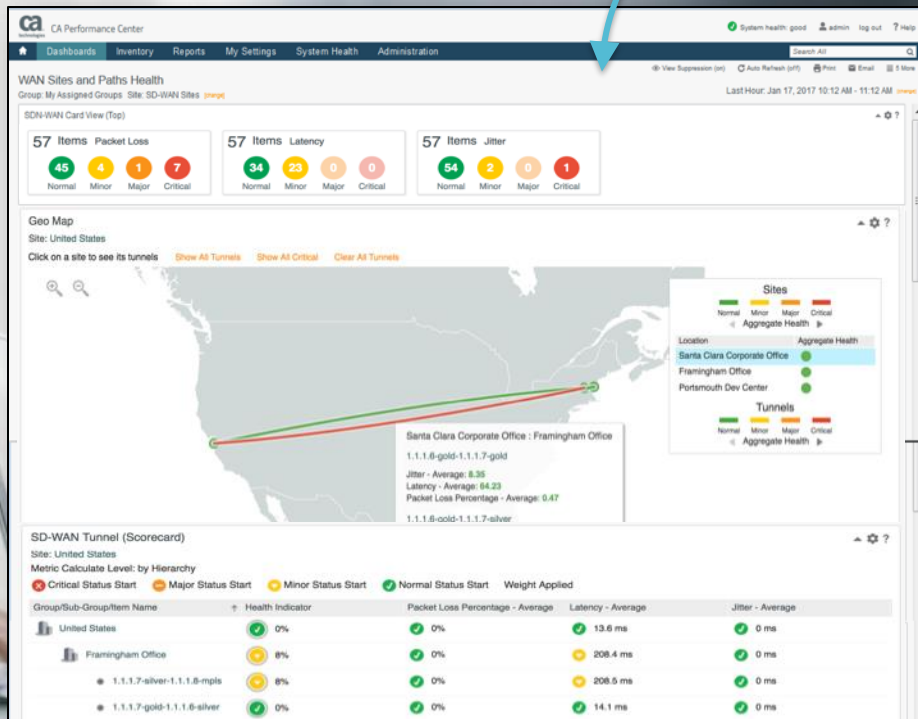 ca
technologies
CA Performance Center
System health: good admin log out ? Help
Dashboards Inventory Reports My Settings System Health Administration
Search All
View Suppression (on) Auto Refresh (off) Print Email 5 More
WAN Sites and Paths Health
Group: My Assigned Groups Site: SD-WAN Sites [change]
Last Hour: Jan 17, 2017 10:12 AM - 11:12 AM [change]
SDN-WAN Card View (Top)
?
57 Items Packet Loss
45 4 1 7
Normal Minor Major Critical
57 Items Latency
34 23 0 0
Normal Minor Major Critical
57 Items Jitter
54 2 0 1
Normal Minor Major Critical
Geo Map
?
Site: United States
Click on a site to see its tunnels Show All Tunnels Show All Critical Clear All Tunnels
Sites
Normal Minor Major Critical
Aggregate Health
Location Aggregate Health
Santa Clara Corporate Office
Framingham Office
Portsmouth Dev Center
Tunnels
Normal Minor Major Critical
Aggregate Health
Santa Clara Corporate Office : Framingham Office
1.1.1.6-gold-1.1.1.7-gold
Jitter - Average: 8.35
Latency - Average: 64.23
Packet Loss Percentage - Average: 0.47
1.1.1.6-gold-1.1.1.7-silver
SD-WAN Tunnel (Scorecard)
?
Site: United States
Metric Calculate Level: by Hierarchy
Critical Status Start Major Status Start Minor Status Start Normal Status Start Weight Applied
Group/Sub-Group/Item Name Health Indicator Packet Loss Percentage - Average Latency - Average Jitter - Average
United States 0% 0% 13.6 ms 0 ms
Framingham Office 8% 0% 208.4 ms 0 ms
1.1.1.7-silver-1.1.1.8-mpls 8% 0% 208.5 ms 0 ms
1.1.1.7-gold-1.1.1.6-silver 0% 0% 14.1 ms 0 ms